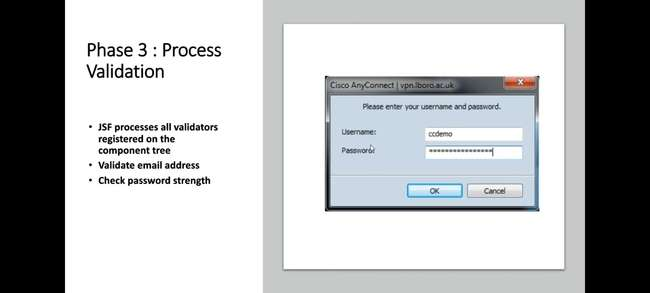 Phase 3 : Process
Validation
• JSF processes all validators
registered on the
component tree
• Validate email address
• Check password strength
Cisco AnyConnect | vpn.lboro.ac.uk
Please enter your username and password.
Username:
ccdemo
Password:
****************
OK
Cancel